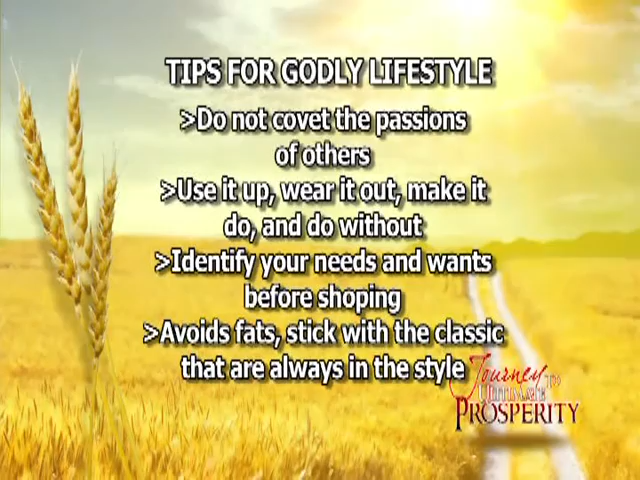 TIPS FOR GODLY LIFESTYLE
>Do not covet the passions
of others
>Use it up, wear it out, make it
do, and do without
>Identify your needs and wants
before shoping
>Avoids fats, stick with the classic
that are always in the style
Journey TO
ULTIMATE
PROSPERITY